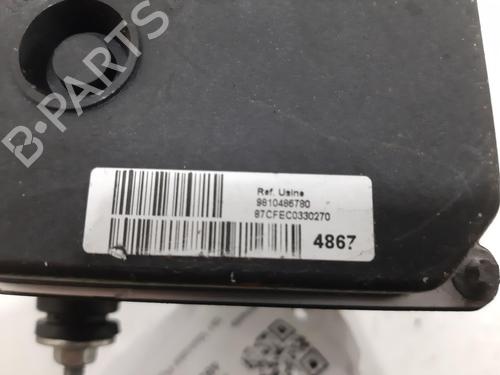 B-PARTS
Ref. Usine
9810486780
87CFEC0330270
4867